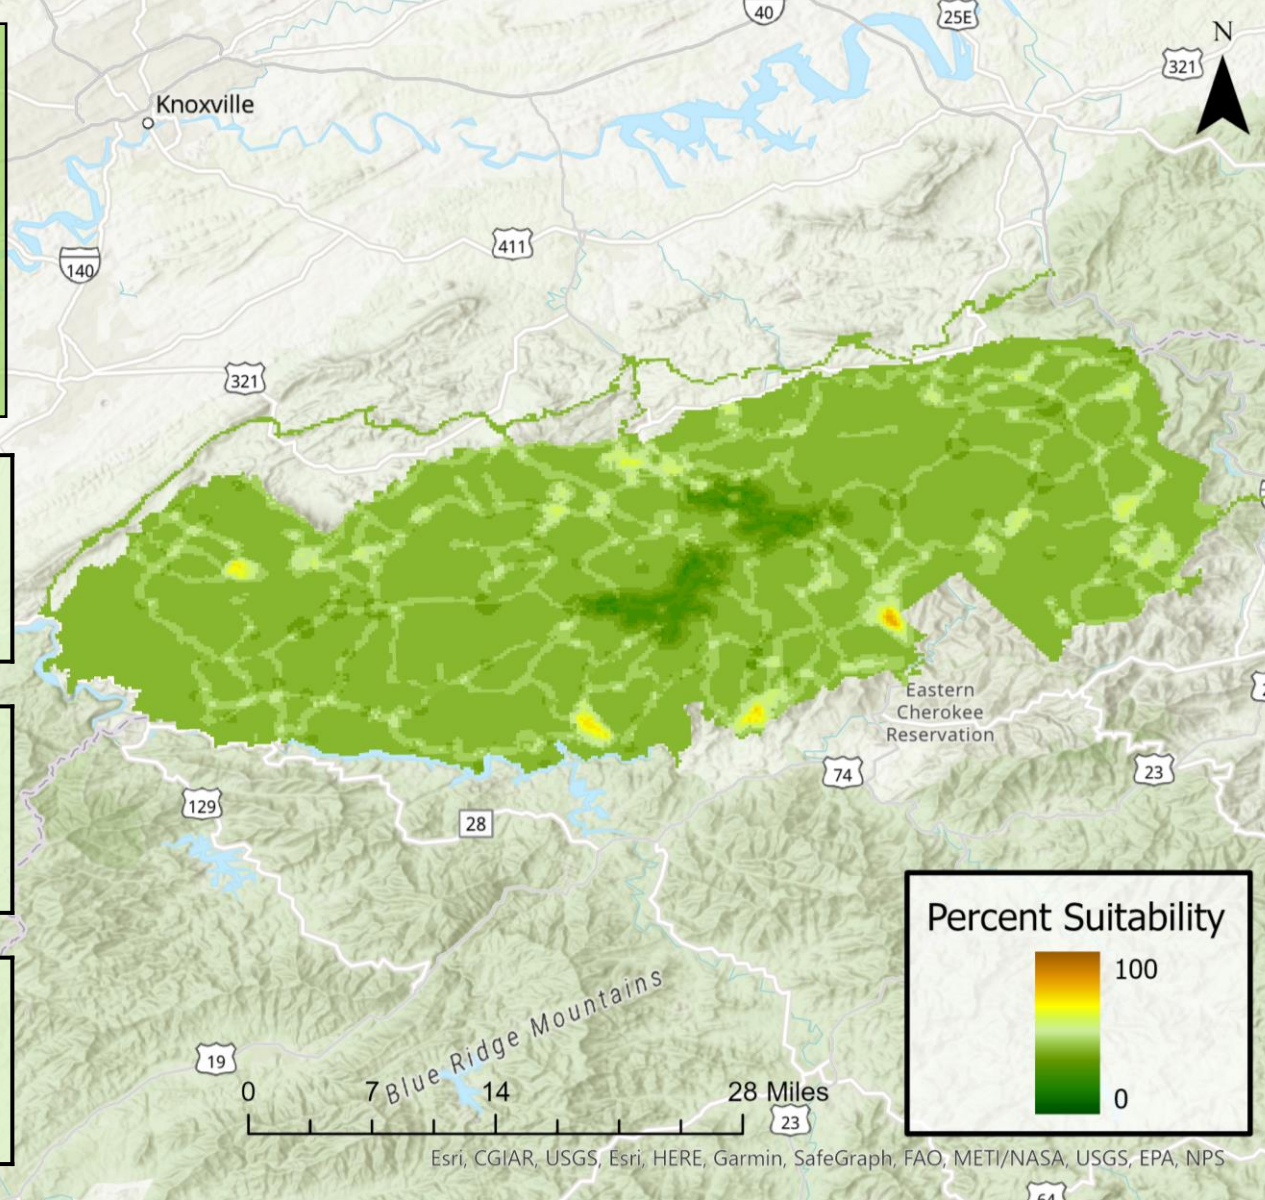 40
25E
N
321
Knoxville
411
140
321
Eastern
Cherokee
Reservation
74
23
129
28
Percent Suitability
100
0
Blue Ridge Mountains
19
0 7 14 28 Miles
23
Esri, CGIAR, USGS, Esri, HERE, Garmin, SafeGraph, FAO, METI/NASA, USGS, EPA, NPS
64